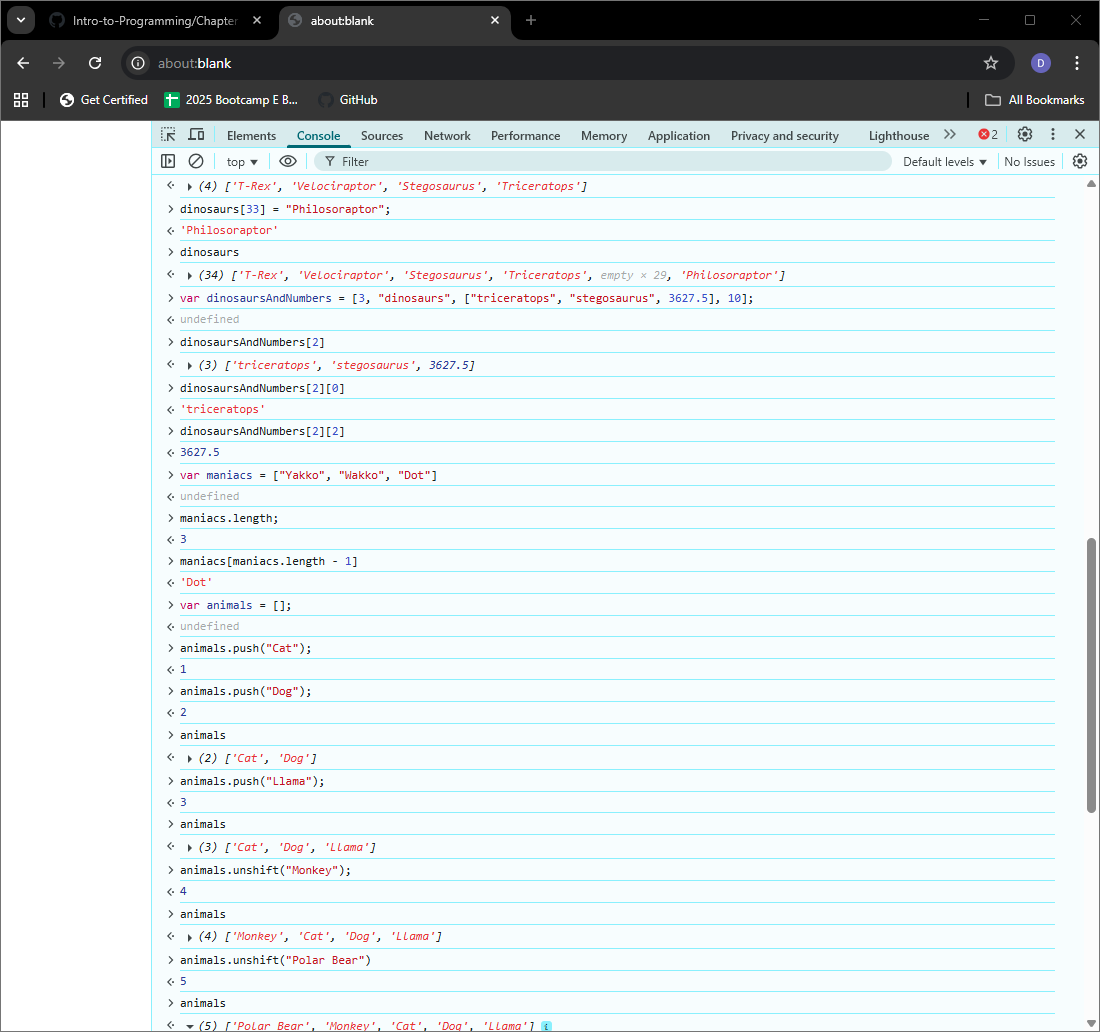 Intro-to-Programming/Chapter
about:blank
about:blank
D
Get Certified
2025 Bootcamp E B...
GitHub
All Bookmarks
Elements Console Sources Network Performance Memory Application Privacy and security Lighthouse 2
top Filter Default levels No Issues
(4) ['T-Rex', 'Velociraptor', 'Stegosaurus', 'Triceratops']
dinosaurs[33] = "Philosoraptor";
'Philosoraptor'
dinosaurs
(34) ['T-Rex', 'Velociraptor', 'Stegosaurus', 'Triceratops', empty × 29, 'Philosoraptor']
var dinosaursAndNumbers = [3, "dinosaurs", ["triceratops", "stegosaurus", 3627.5], 10];
undefined
dinosaursAndNumbers[2]
(3) ['triceratops', 'stegosaurus', 3627.5]
dinosaursAndNumbers[2][0]
'triceratops'
dinosaursAndNumbers[2][2]
3627.5
var maniacs = ["Yakko", "Wakko", "Dot"]
undefined
maniacs.length;
3
maniacs[maniacs.length - 1]
'Dot'
var animals = [];
undefined
animals.push("Cat");
1
animals.push("Dog");
2
animals
(2) ['Cat', 'Dog']
animals.push("Llama");
3
animals
(3) ['Cat', 'Dog', 'Llama']
animals.unshift("Monkey");
4
animals
(4) ['Monkey', 'Cat', 'Dog', 'Llama']
animals.unshift("Polar Bear")
5
animals
(5) ['Polar Bear', 'Monkey', 'Cat', 'Dog', 'Llama'] i